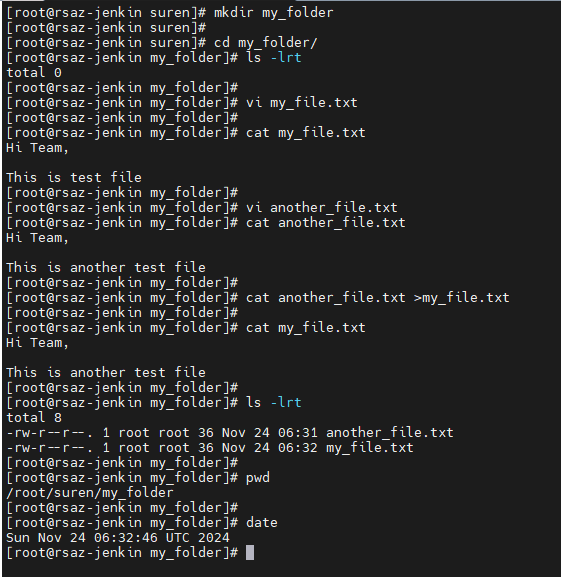 [root@rsaz-jenkin suren]# mkdir my_folder
[root@rsaz-jenkin suren]#
[root@rsaz-jenkin suren]# cd my_folder/
[root@rsaz-jenkin my_folder]# ls -lrt
total 0
[root@rsaz-jenkin my_folder]#
[root@rsaz-jenkin my_folder]# vi my_file.txt
[root@rsaz-jenkin my_folder]#
[root@rsaz-jenkin my_folder]# cat my_file.txt
Hi Team,

This is test file
[root@rsaz-jenkin my_folder]#
[root@rsaz-jenkin my_folder]# vi another_file.txt
[root@rsaz-jenkin my_folder]# cat another_file.txt
Hi Team,

This is another test file
[root@rsaz-jenkin my_folder]#
[root@rsaz-jenkin my_folder]# cat another_file.txt >my_file.txt
[root@rsaz-jenkin my_folder]#
[root@rsaz-jenkin my_folder]# cat my_file.txt
Hi Team,

This is another test file
[root@rsaz-jenkin my_folder]#
[root@rsaz-jenkin my_folder]# ls -lrt
total 8
-rw-r--r--. 1 root root 36 Nov 24 06:31 another_file.txt
-rw-r--r--. 1 root root 36 Nov 24 06:32 my_file.txt
[root@rsaz-jenkin my_folder]#
[root@rsaz-jenkin my_folder]# pwd
/root/suren/my_folder
[root@rsaz-jenkin my_folder]#
[root@rsaz-jenkin my_folder]# date
Sun Nov 24 06:32:46 UTC 2024
[root@rsaz-jenkin my_folder]#